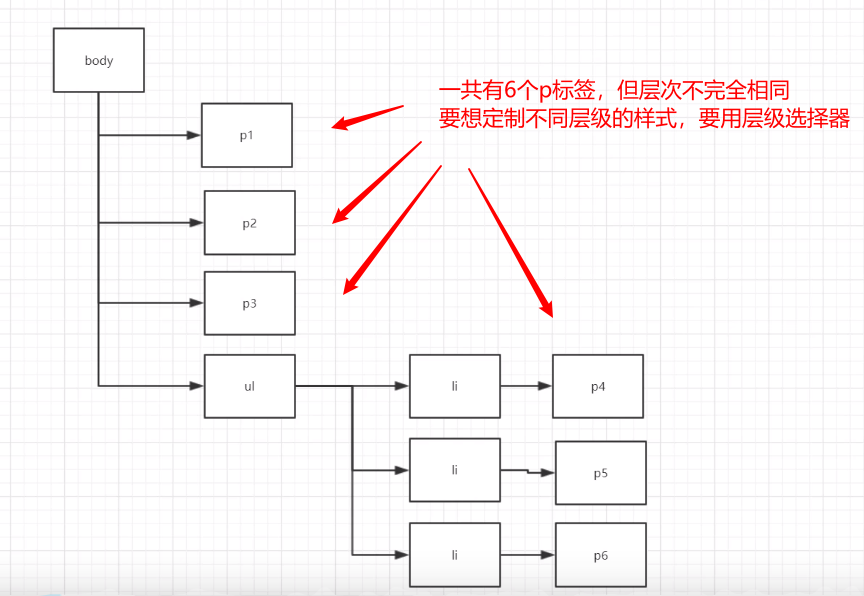 body
一共有6个p标签，但层次不完全相同
要想定制不同层级的样式，要用层级选择器
p1
p2
p3
ul
li
p4
li
p5
li
p6